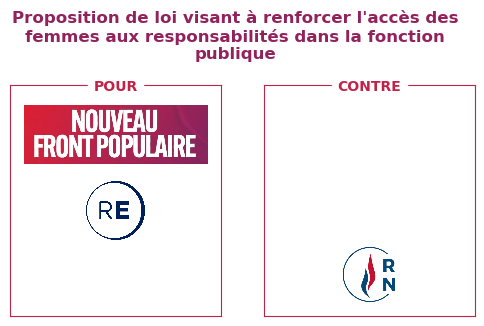 Proposition de loi visant à renforcer l'accès des
femmes aux responsabilités dans la fonction
publique
POUR
CONTRE
NOUVEAU
FRONT POPULAIRE
RE
R
N